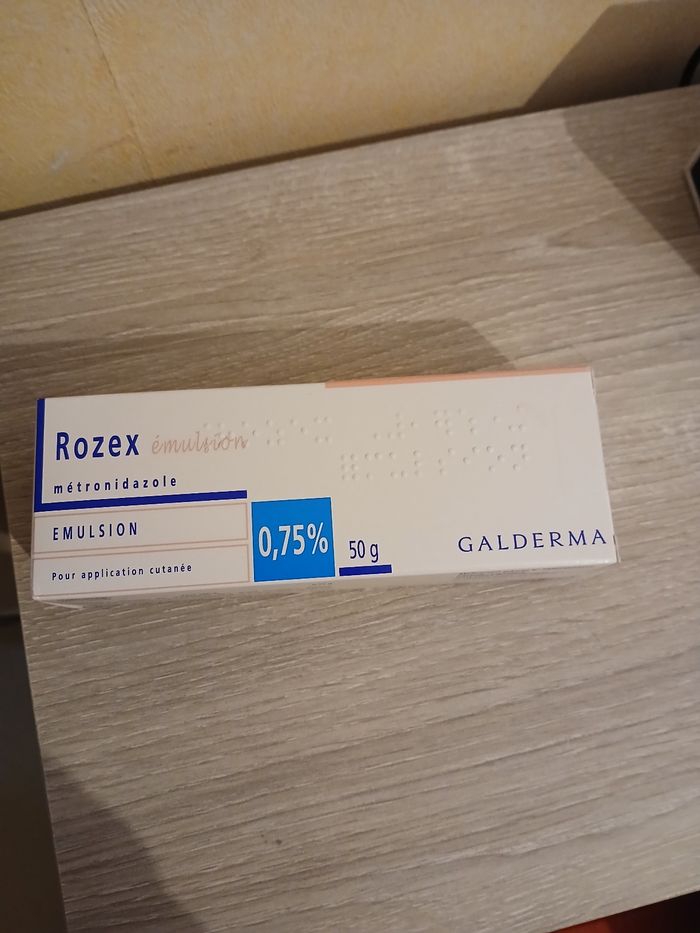 Rozex émulsion
métronidazole
EMULSION
Pour application cutanée
0,75%
50 g
GALDERMA